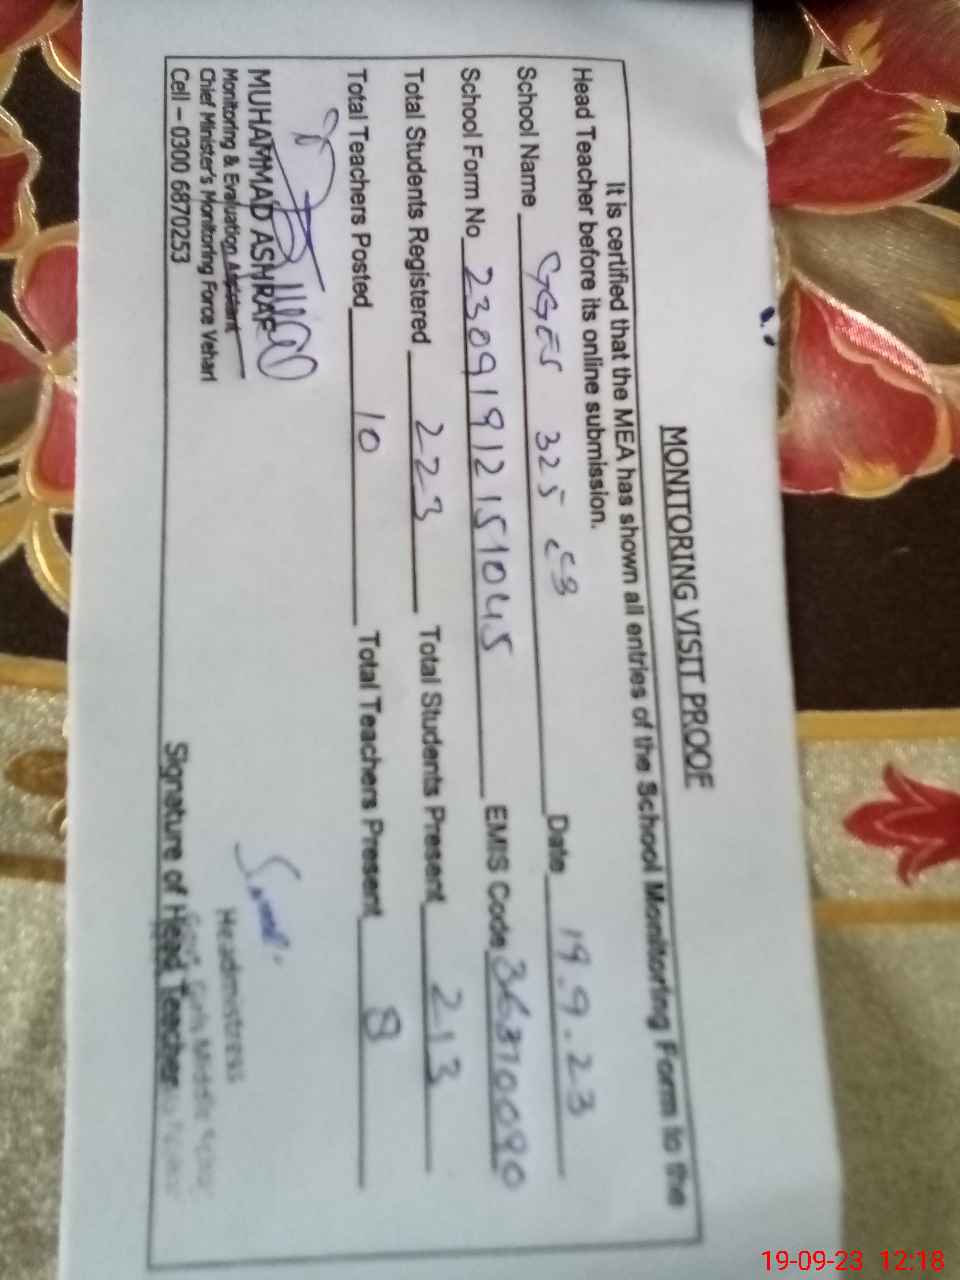 MONITORING VISIT PROOF
It is certified that the MEA has shown all entries of the School Monitoring Form to the
Head Teacher before its online submission.
School Name GGES 325 EB Date 19.9.23
School Form No 23091912151045 EMIS Code 36310090
Total Students Registered 223 Total Students Present 213
Total Teachers Posted 10 Total Teachers Present 8
MUHAMMAD ASHRAF
Monitoring & Evaluation Assistant
Chief Minister's Monitoring Force Vehari
Cell – 0300 6870253
Headmistress
Girls Middle
Signature of Head Teacher
19-09-23 12:18